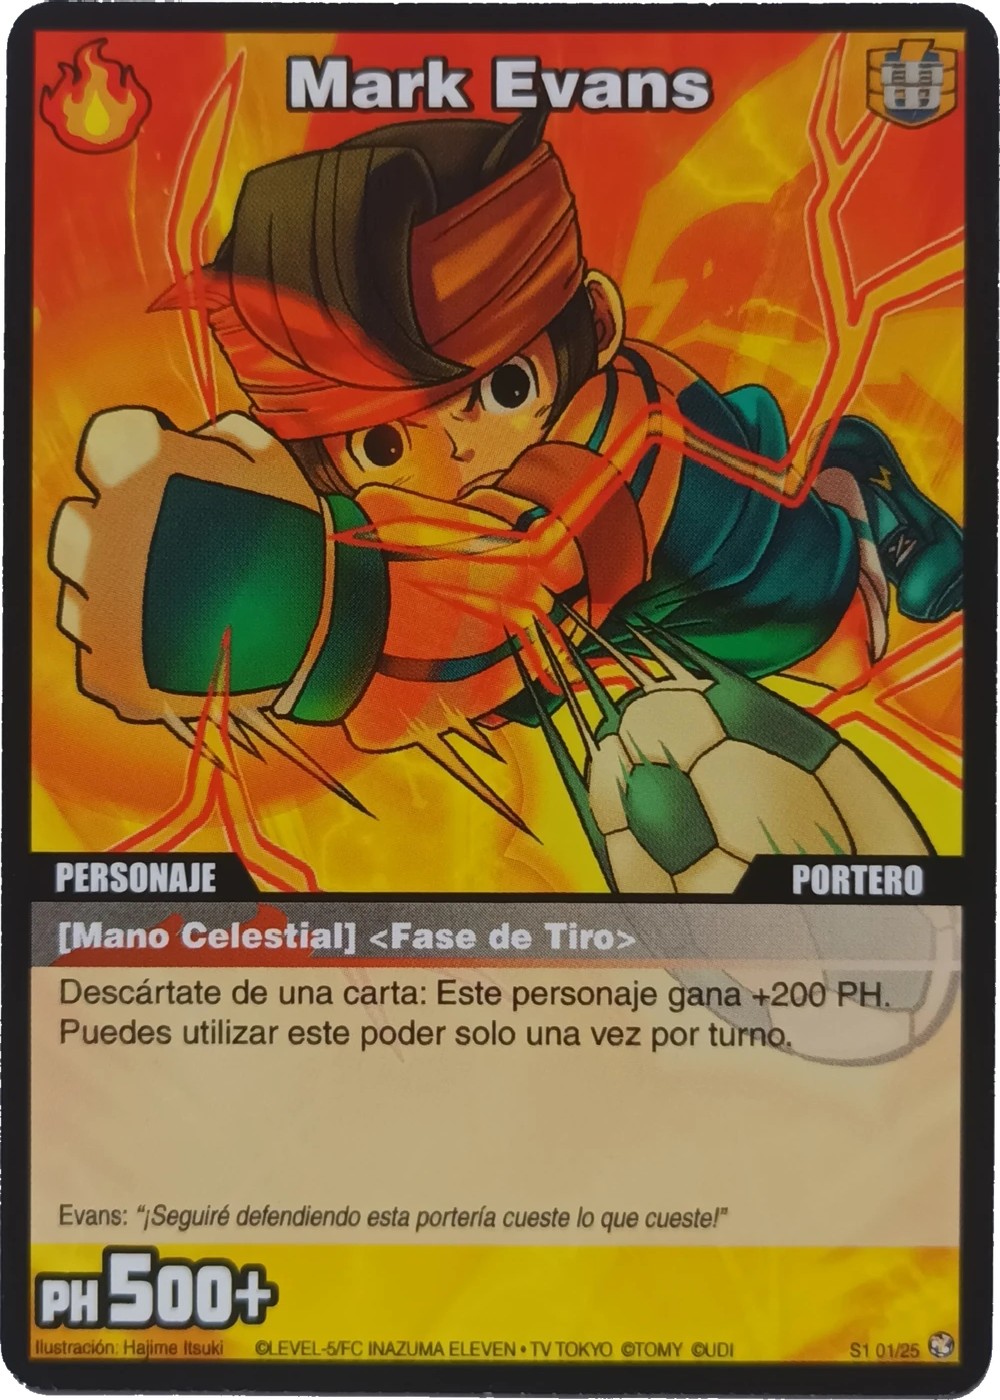 Mark Evans
PERSONAJE
PORTERO
[Mano Celestial] <Fase de Tiro>
Descártate de una carta: Este personaje gana +200 PH.
Puedes utilizar este poder solo una vez por turno.
Evans: "¡Seguiré defendiendo esta portería cueste lo que cueste!"
PH 500+
Ilustración: Hajime Itsuki ©LEVEL-5/FC INAZUMA ELEVEN • TV TOKYO ©TOMY ©UDI S1 01/25